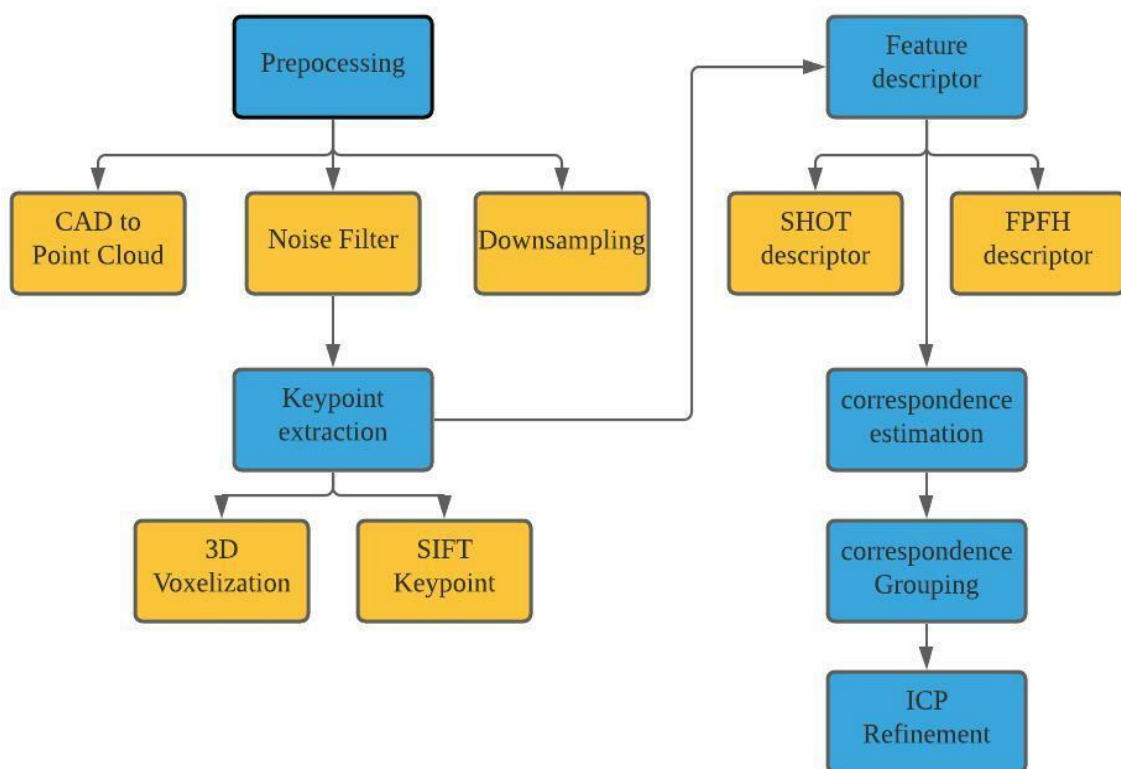 Prepocessing
CAD to
Point Cloud
Noise Filter
Downsampling
Keypoint
extraction
3D
Voxelization
SIFT
Keypoint
Feature
descriptor
SHOT
descriptor
FPFH
descriptor
correspondence
estimation
correspondence
Grouping
ICP
Refinement